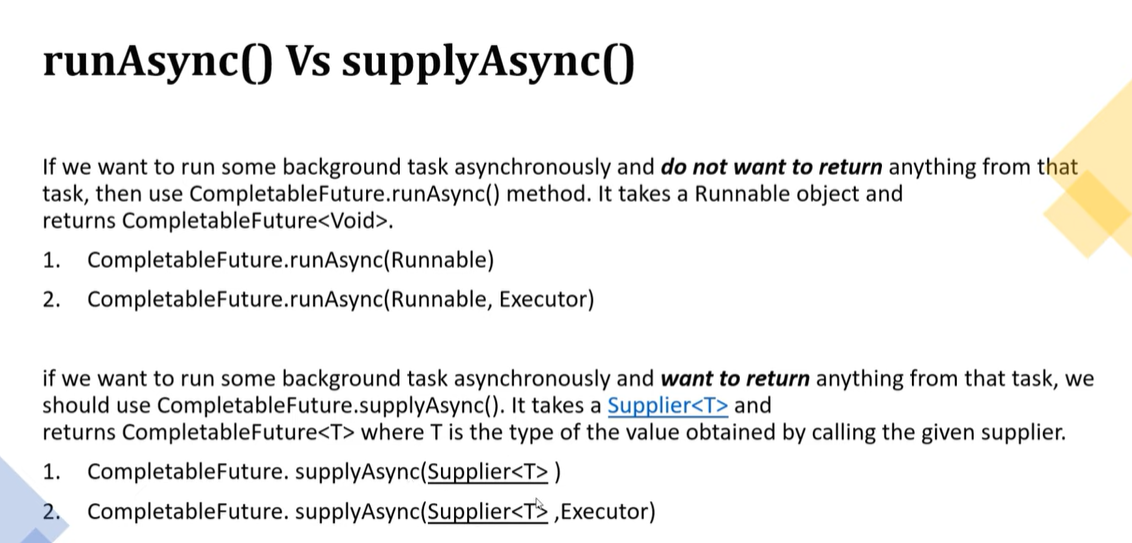 runAsync() Vs supplyAsync()
If we want to run some background task asynchronously and do not want to return anything from that
task, then use CompletableFuture.runAsync() method. It takes a Runnable object and
returns CompletableFuture<Void>.
1. CompletableFuture.runAsync(Runnable)
2. CompletableFuture.runAsync(Runnable, Executor)
if we want to run some background task asynchronously and want to return anything from that task, we
should use CompletableFuture.supplyAsync(). It takes a Supplier<T> and
returns CompletableFuture<T> where T is the type of the value obtained by calling the given supplier.
1. CompletableFuture. supplyAsync(Supplier<T> )
2. CompletableFuture. supplyAsync(Supplier<T> ,Executor)